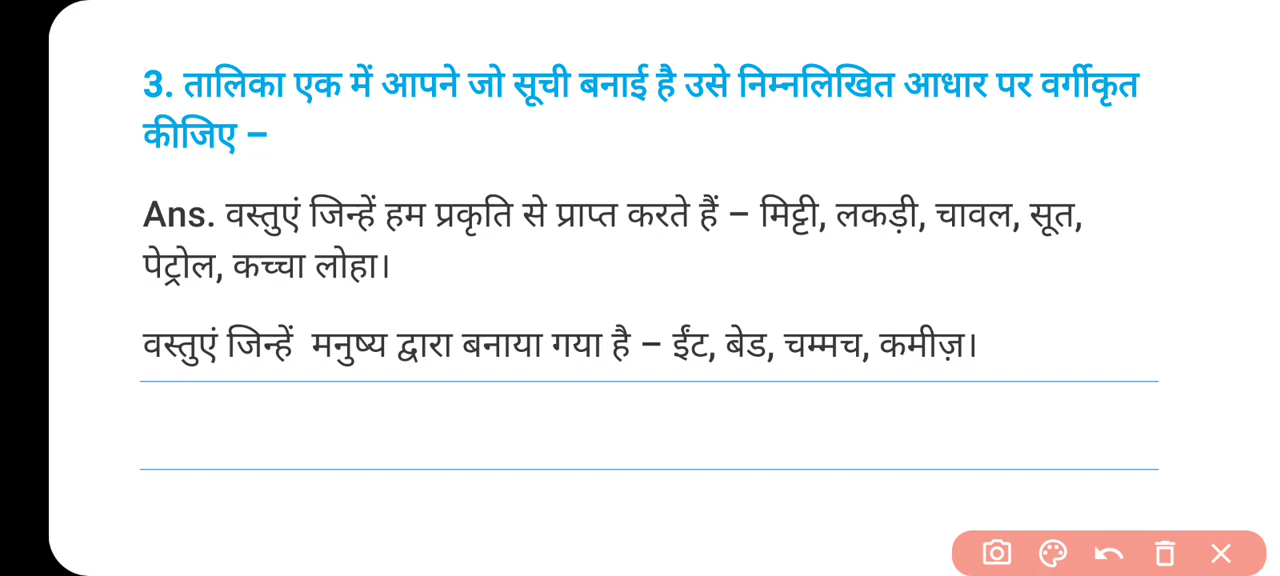 3. तालिका एक में आपने जो सूची बनाई है उसे निम्नलिखित आधार पर वर्गीकृत
कीजिए –
Ans. वस्तुएं जिन्हें हम प्रकृति से प्राप्त करते हैं – मिट्टी, लकड़ी, चावल, सूत,
पेट्रोल, कच्चा लोहा।
वस्तुएं जिन्हें  मनुष्य द्वारा बनाया गया है – ईंट, बेड, चम्मच, कमीज़।